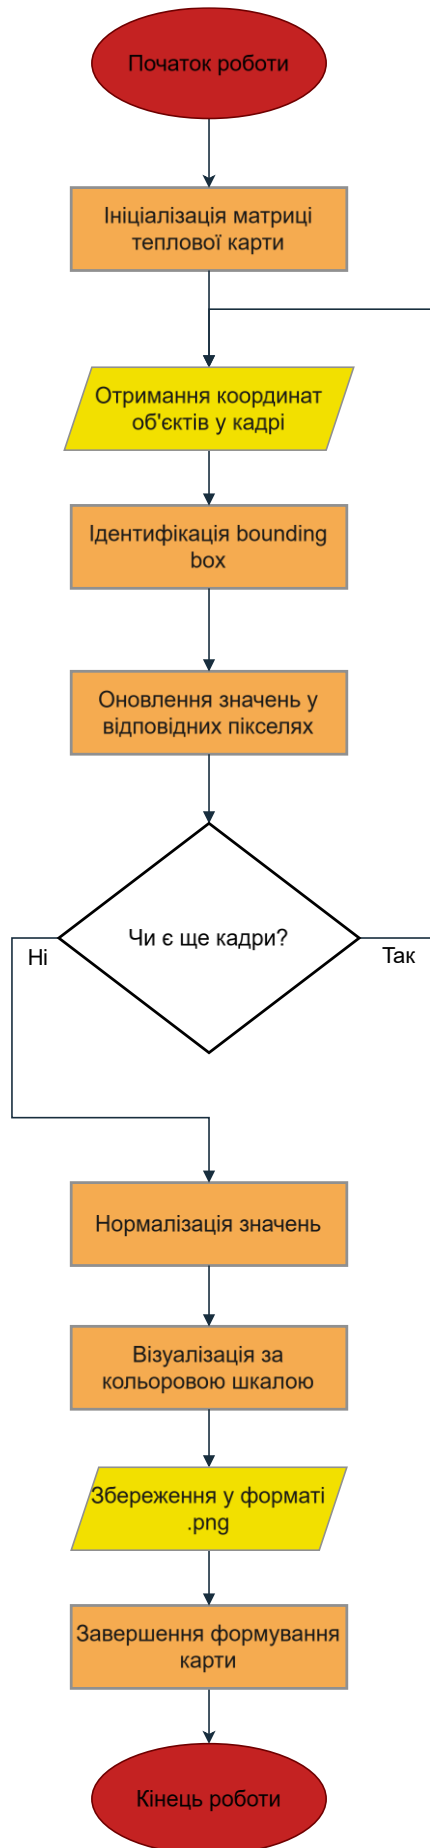 Початок роботи
Ініціалізація матриці
теплової карти
Отримання координат
об'єктів у кадрі
Ідентифікація bounding
box
Оновлення значень у
відповідних пікселях
Чи є ще кадри?
Ні
Так
Нормалізація значень
Візуалізація за
кольоровою шкалою
Збереження у форматі
.png
Завершення формування
карти
Кінець роботи